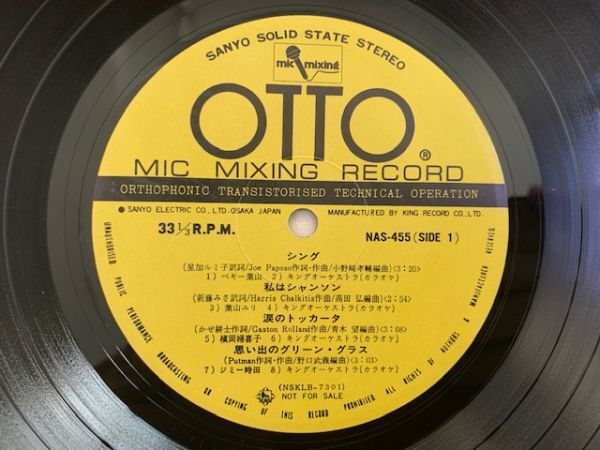 SANYO SOLID STATE STEREO
mic mixing
OTTO®
MIC MIXING RECORD
ORTHOPHONIC TRANSISTORISED TECHNICAL OPERATION
● SANYO ELECTRIC CO., LTD. OSAKA JAPAN MANUFACTURED BY KING RECORD CO., LTD.
33⅓ R.P.M. NAS-455 (SIDE 1)
シング
(星加ルミ子訳詞/Joe Paposo作詞・作曲/小野崎孝輔編曲)(3:20)
1) ペギー葉山 2) キングオーケストラ(カラオケ)
私はシャンソン
(新藤みさ訳詞/Harris Chalkitis作曲/高田 弘編曲)(2:54)
3) 葉山ユリ 4) キングオーケストラ(カラオケ)
涙のトッカータ
(かぜ耕士作詞/Gaston Rolland作曲/青木 望編曲)(3:08)
5) 槇岡婦喜子 6) キングオーケストラ(カラオケ)
思い出のグリーン・グラス
(Putman作詞・作曲/野口武義編曲)(3:03)
7) ジミー時田 8) キングオーケストラ(カラオケ)
(NSKLB-7301)
NOT FOR SALE
UNAUTHORISED PUBLIC PERFORMANCE BROADCASTING OR COPYING OF THIS RECORD PROHIBITED. ALL RIGHTS OF AUTHORS & MANUFACTURER RESERVED.